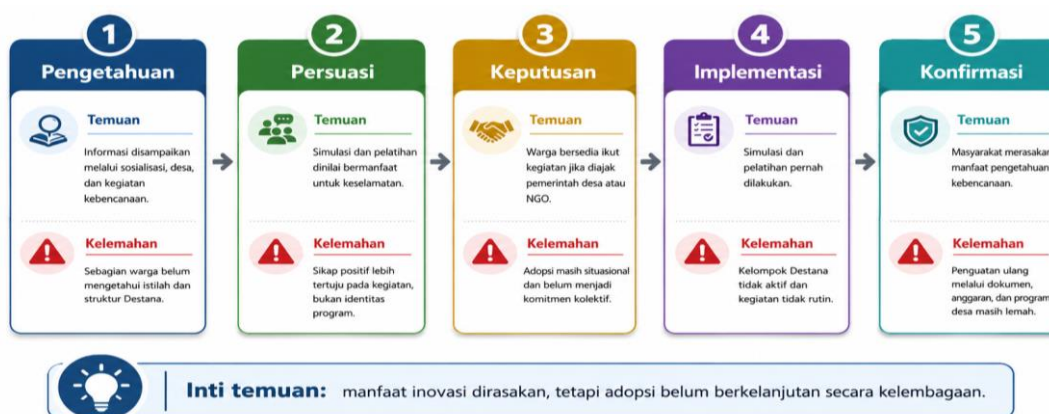 1
Pengetahuan
Temuan
Informasi disampaikan
melalui sosialisasi, desa,
dan kegiatan
kebencanaan.
Kelemahan
Sebagian warga belum
mengetahui istilah dan
struktur Destana.
2
Persuasi
Temuan
Simulasi dan pelatihan
dinilai bermanfaat
untuk keselamatan.
Kelemahan
Sikap positif lebih
tertuju pada kegiatan,
bukan identitas
program.
3
Keputusan
Temuan
Warga bersedia ikut
kegiatan jika diajak
pemerintah desa atau
NGO.
Kelemahan
Adopsi masih situasional
dan belum menjadi
komitmen kolektif.
4
Implementasi
Temuan
Simulasi dan
pelatihan pernah
dilakukan.
Kelemahan
Kelompok Destana
tidak aktif dan
kegiatan tidak rutin.
5
Konfirmasi
Temuan
Masyarakat merasakan
manfaat pengetahuan
kebencanaan.
Kelemahan
Penguatan ulang
melalui dokumen,
anggaran, dan program
desa masih lemah.
Inti temuan: manfaat inovasi dirasakan, tetapi adopsi belum berkelanjutan secara kelembagaan.